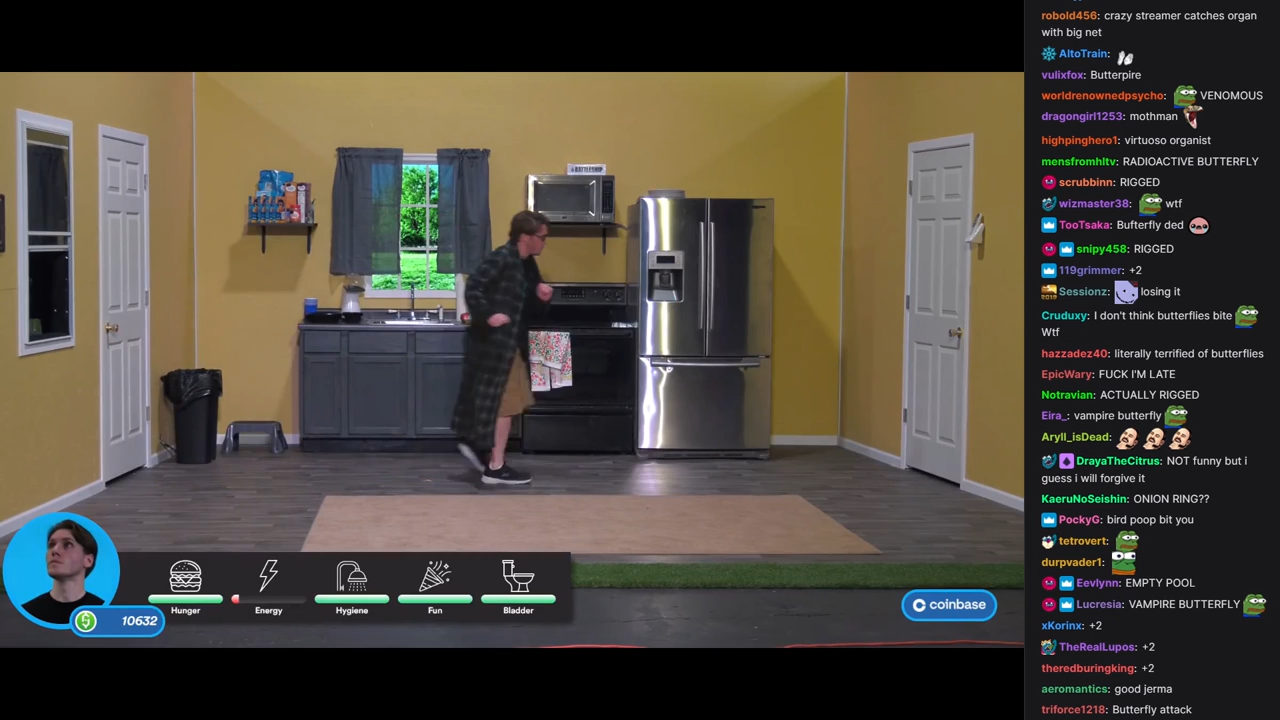 robold456: crazy streamer catches organ
with big net
AltoTrain:
vulixfox: Butterpire
worldrenownedpsycho: VENOMOUS
dragongirl1253: mothman
highpinghero1: virtuoso organist
mensfromhltv: RADIOACTIVE BUTTERFLY
scrubbinn: RIGGED
wizmaster38: wtf
TooTsaka: Butterfly ded
snipy458: RIGGED
119grimmer: +2
Sessionz: losing it
Cruduxy: I don't think butterflies bite
Wtf
hazzadez40: literally terrified of butterflies
EpicWary: FUCK I'M LATE
Notravian: ACTUALLY RIGGED
Eira_: vampire butterfly
Aryll_isDead:
DrayaTheCitrus: NOT funny but i
guess i will forgive it
KaeruNoSeishin: ONION RING??
PockyG: bird poop bit you
tetrovert:
durpvader1:
Eevlynn: EMPTY POOL
Lucresia: VAMPIRE BUTTERFLY
xKorinx: +2
TheRealLupos: +2
theredburingking: +2
aeromantics: good jerma
triforce1218: Butterfly attack
BATTLESHIP
Hunger
Energy
Hygiene
Fun
Bladder
10632
coinbase